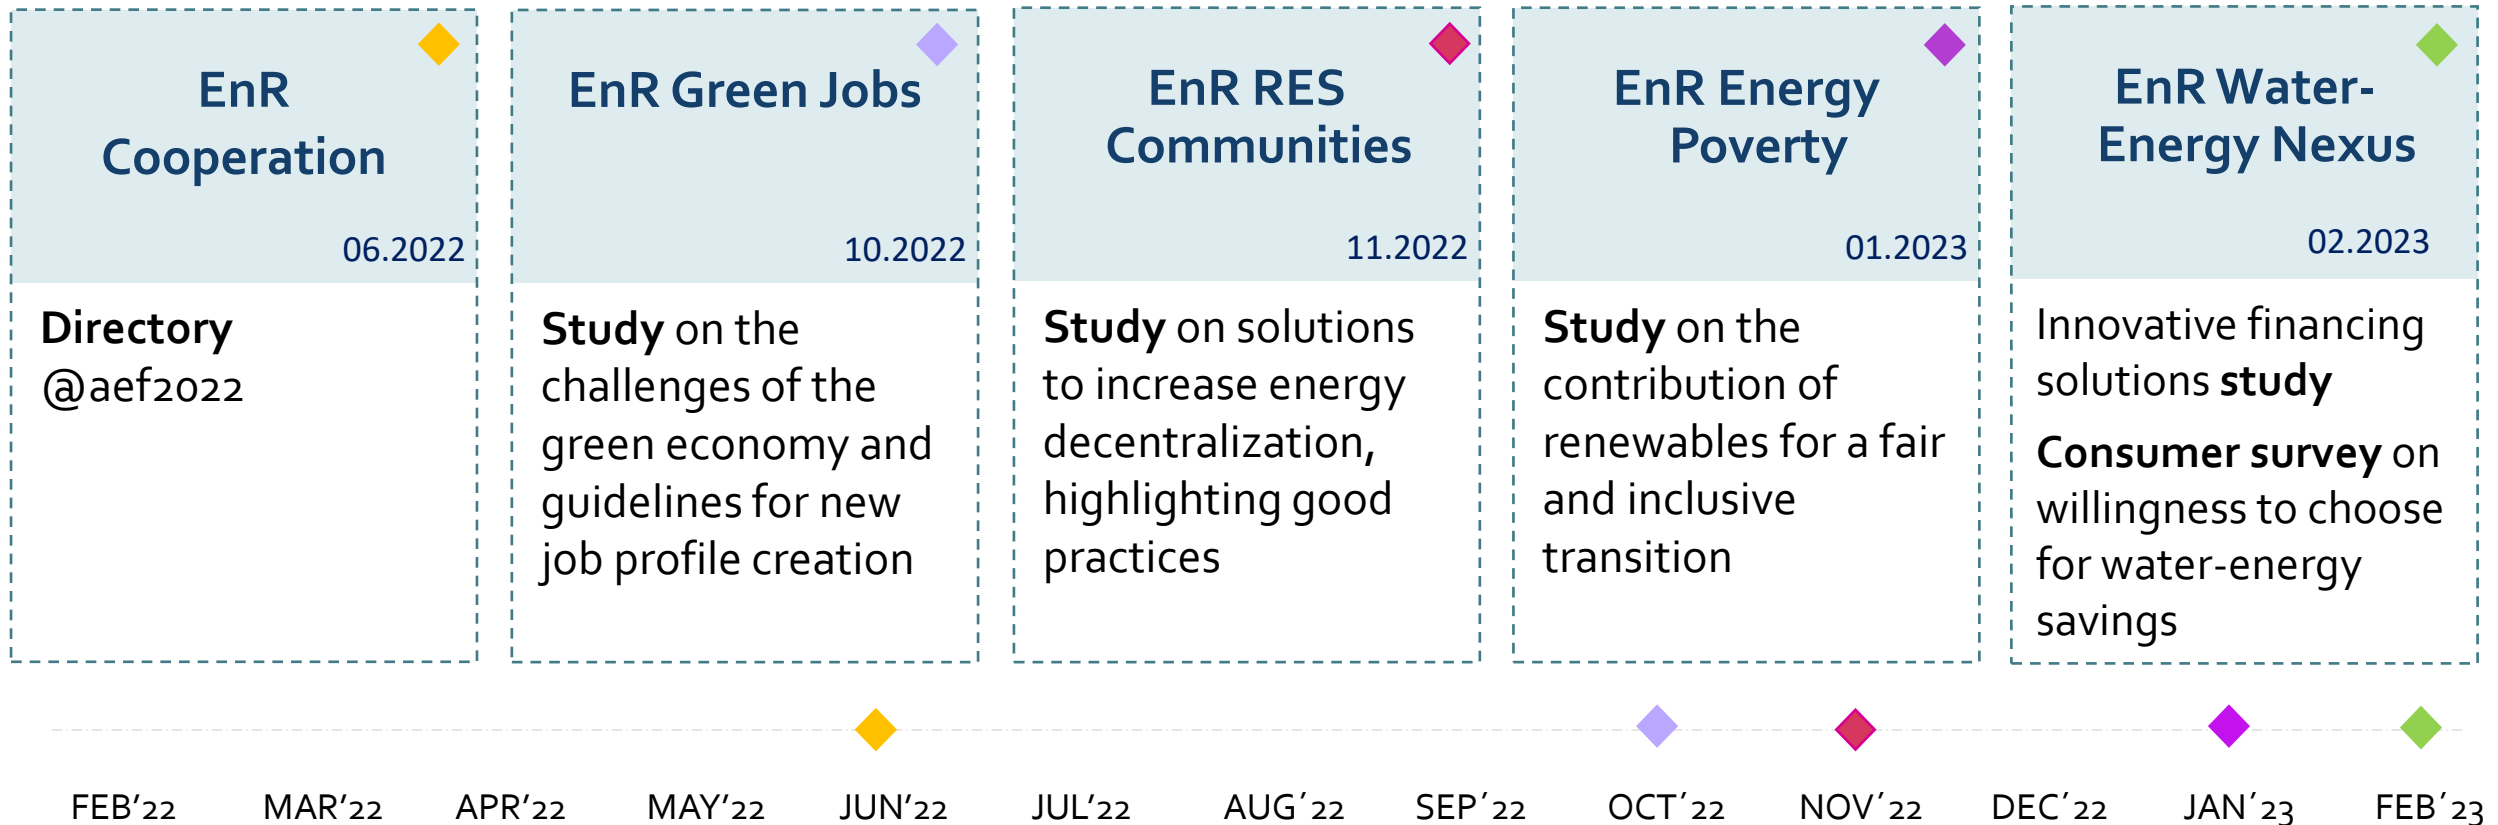 EnR
Cooperation
06.2022
Directory
@aef2022
EnR Green Jobs
10.2022
Study on the
challenges of the
green economy and
guidelines for new
job profile creation
EnR RES
Communities
11.2022
Study on solutions
to increase energy
decentralization,
highlighting good
practices
EnR Energy
Poverty
01.2023
Study on the
contribution of
renewables for a fair
and inclusive
transition
EnR Water-
Energy Nexus
02.2023
Innovative financing
solutions study
Consumer survey on
willingness to choose
for water-energy
savings
FEB’22 MAR’22 APR’22 MAY’22 JUN’22 JUL’22 AUG´22 SEP´22 OCT´22 NOV´22 DEC´22 JAN´23 FEB´23